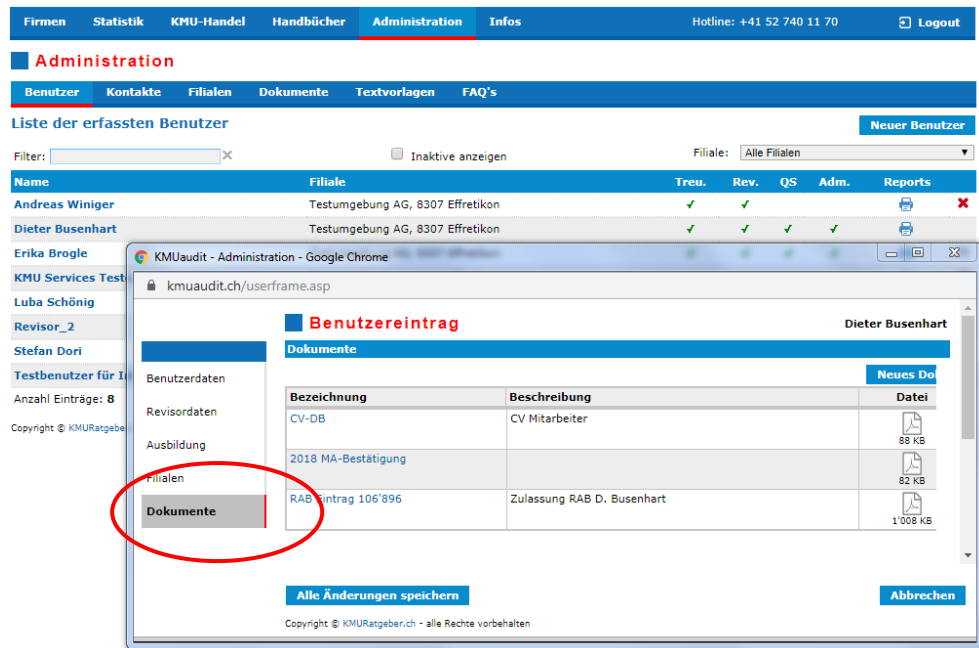 Firmen Statistik KMU-Handel Handbücher Administration Infos Hotline: +41 52 740 11 70 Logout
Administration
Benutzer Kontakte Filialen Dokumente Textvorlagen FAQ's
Liste der erfassten Benutzer Neuer Benutzer
Filter: Inaktive anzeigen Filiale: Alle Filialen
Name Filiale Treu. Rev. QS Adm. Reports
Andreas Winiger Testumgebung AG, 8307 Effretikon
Dieter Busenhart Testumgebung AG, 8307 Effretikon
Erika Brogle
KMU Services
Luba Schönig
Revisor_2
Stefan Dori
Testbenutzer für
Anzahl Einträge: 8
Copyright ©
KMUaudit - Administration - Google Chrome
kmuaudit.ch/userframe.asp
Benutzereintrag Dieter Busenhart
Dokumente
Benutzerdaten
Revisordaten
Ausbildung
Filialen
Dokumente
Neues
Bezeichnung Beschreibung Datei
CV-DB CV Mitarbeiter
88 KB
2018 MA-Bestätigung
82 KB
RAB Eintrag 106'896 Zulassung RAB D. Busenhart
1'008 KB
Alle Änderungen speichern Abbrechen
Copyright © KMURatgeber.ch - alle Rechte vorbehalten